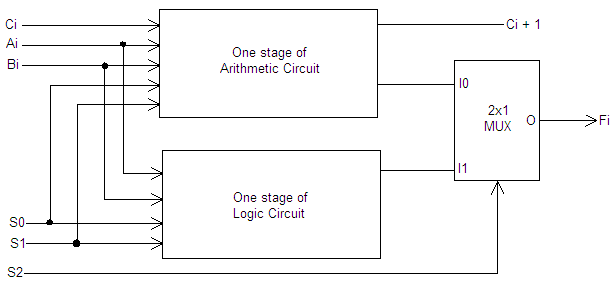 Ci
Ai
Bi
One stage of
Arithmetic Circuit
Ci + 1
I0
2x1
MUX
O
Fi
I1
One stage of
Logic Circuit
S0
S1
S2